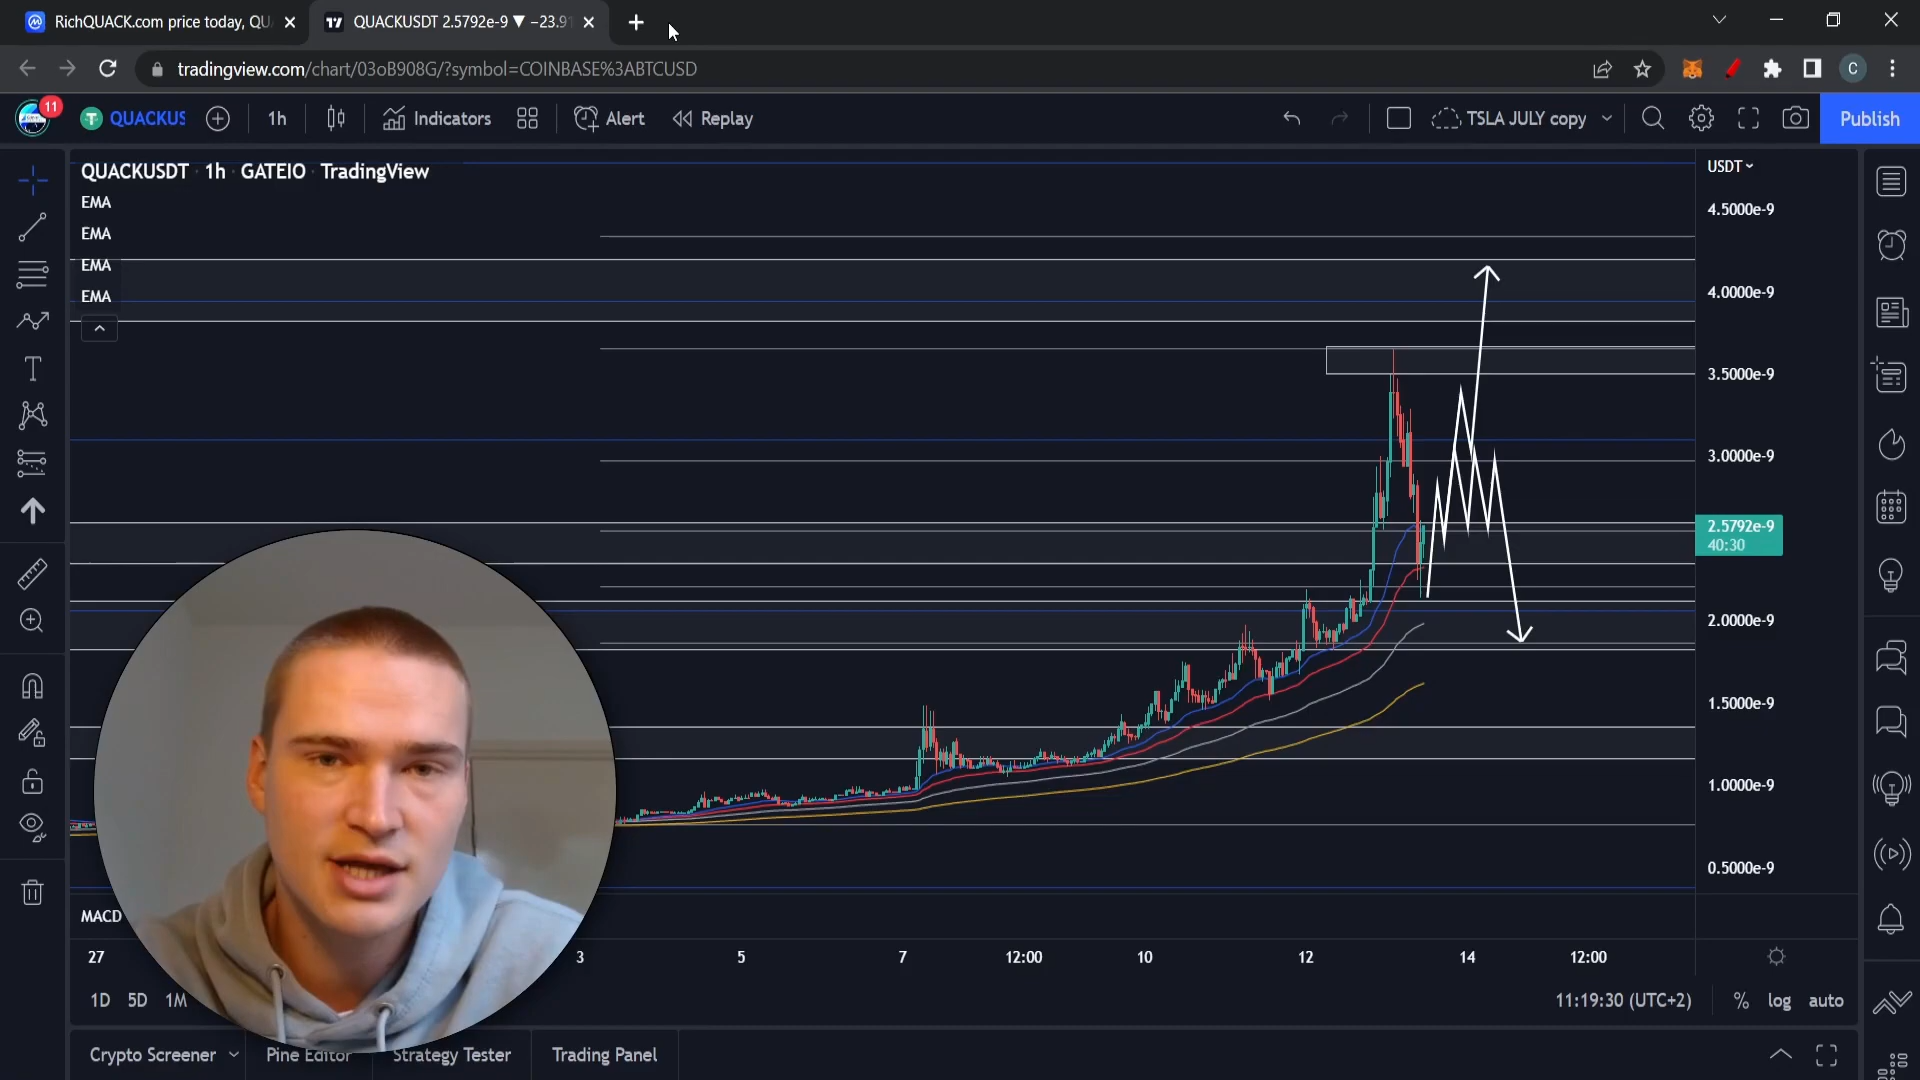 RichQUACK.com price today, QU
QUACKUSDT 2.5792e-9 ▼ −23.91
tradingview.com/chart/03oB908G/?symbol=COINBASE%3ABTCUSD
C
11
QUACKUS
1h
Indicators
Alert
Replay
TSLA JULY copy
Publish
QUACKUSDT · 1h · GATEIO · TradingView
EMA
EMA
EMA
EMA
USDT
4.5000e-9
4.0000e-9
3.5000e-9
3.0000e-9
2.5792e-9
40:30
2.0000e-9
1.5000e-9
1.0000e-9
0.5000e-9
MACD
27 3 5 7 12:00 10 12 14 12:00
1D 5D 1M
11:19:30 (UTC+2) % log auto
Crypto Screener Pine Editor Strategy Tester Trading Panel